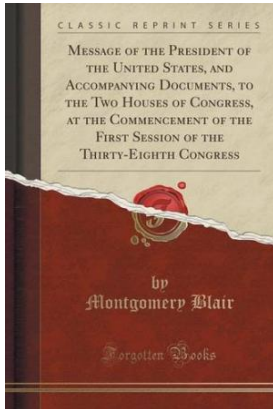 CLASSIC REPRINT SERIES
MESSAGE OF THE PRESIDENT OF
THE UNITED STATES, AND
ACCOMPANYING DOCUMENTS, TO
THE TWO HOUSES OF CONGRESS,
AT THE COMMENCEMENT OF THE
FIRST SESSION OF THE
THIRTY-EIGHTH CONGRESS
by
Montgomery Blair
Forgotten Books